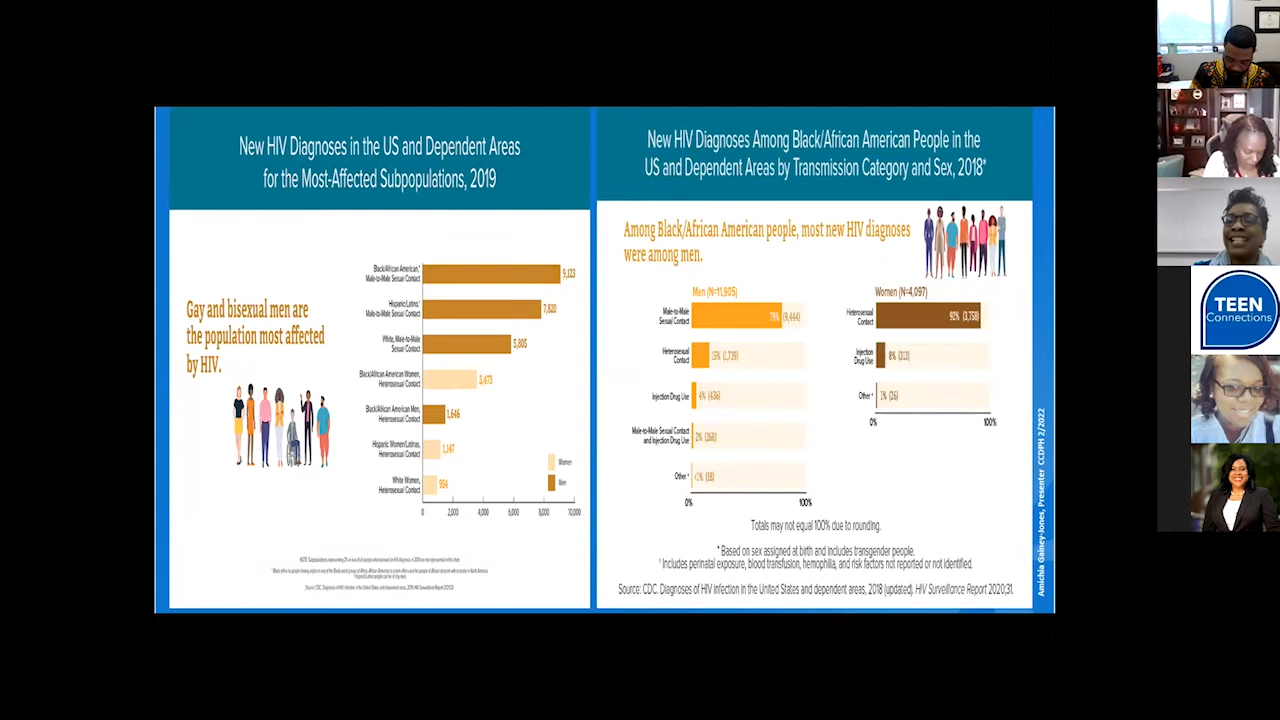 New HIV Diagnoses in the US and Dependent Areas
for the Most-Affected Subpopulations, 2019
Gay and bisexual men are
the population most affected
by HIV.
Black/African American,*
Male-to-Male Sexual Contact
9,123
Hispanic/Latino,†
Male-to-Male Sexual Contact
7,820
White, Male-to-Male
Sexual Contact
5,805
Black/African American Women,
Heterosexual Contact
3,473
Black/African American Men,
Heterosexual Contact
1,646
Hispanic Women/Latinas,
Heterosexual Contact
1,147
White Women,
Heterosexual Contact
954
Women
Men
0 2,000 4,000 6,000 8,000 10,000
New HIV Diagnoses Among Black/African American People in the
US and Dependent Areas by Transmission Category and Sex, 2018*
Among Black/African American people, most new HIV diagnoses
were among men.
Men (N=11,905)
Male-to-Male
Sexual Contact
79% (9,444)
Heterosexual
Contact
15% (1,739)
Injection Drug Use
4% (436)
Male-to-Male Sexual Contact
and Injection Drug Use
2% (268)
Other †
<1% (18)
0% 100%
Women (N=4,097)
Heterosexual
Contact
92% (3,758)
Injection
Drug Use
8% (313)
Other †
1% (26)
0% 100%
Totals may not equal 100% due to rounding.
* Based on sex assigned at birth and includes transgender people.
† Includes perinatal exposure, blood transfusion, hemophilia, and risk factors not reported or not identified.
Source: CDC. Diagnoses of HIV infection in the United States and dependent areas, 2018 (updated). HIV Surveillance Report 2020;31.
Amichia Gainey-Jones, Presenter CCDPH 2/2022
TEEN
Connections